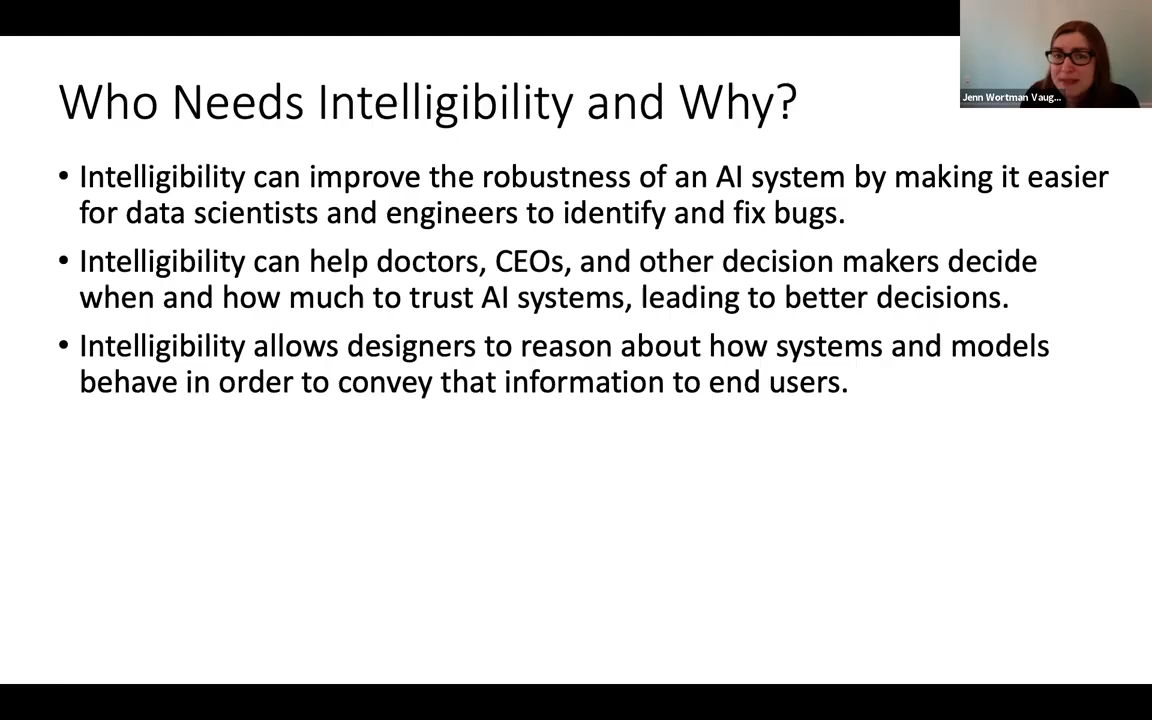 Who Needs Intelligibility and Why?
Jenn Wortman Vaug...
• Intelligibility can improve the robustness of an AI system by making it easier
for data scientists and engineers to identify and fix bugs.
• Intelligibility can help doctors, CEOs, and other decision makers decide
when and how much to trust AI systems, leading to better decisions.
• Intelligibility allows designers to reason about how systems and models
behave in order to convey that information to end users.